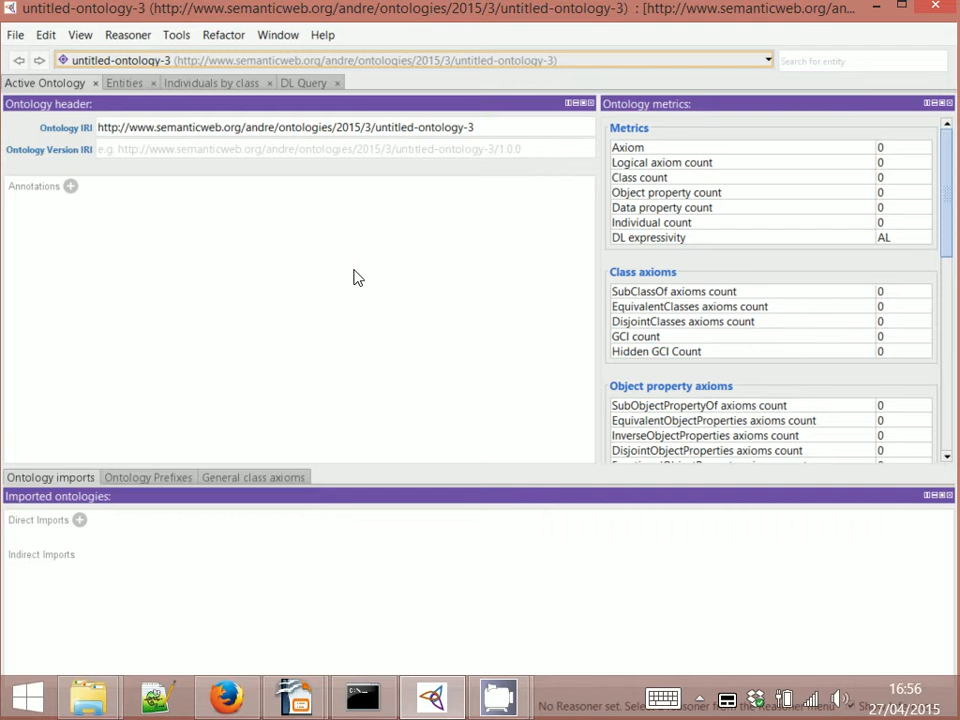 untitled-ontology-3 (http://www.semanticweb.org/andre/ontologies/2015/3/untitled-ontology-3) : [http://www.semanticweb.org/an...
File Edit View Reasoner Tools Refactor Window Help
untitled-ontology-3 (http://www.semanticweb.org/andre/ontologies/2015/3/untitled-ontology-3)
Search for entity
Active Ontology × Entities × Individuals by class × DL Query ×
Ontology header:
Ontology IRI http://www.semanticweb.org/andre/ontologies/2015/3/untitled-ontology-3
Ontology Version IRI e.g. http://www.semanticweb.org/andre/ontologies/2015/3/untitled-ontology-3/1.0.0
Annotations
Ontology metrics:
Metrics
Axiom 0
Logical axiom count 0
Class count 0
Object property count 0
Data property count 0
Individual count 0
DL expressivity AL
Class axioms
SubClassOf axioms count 0
EquivalentClasses axioms count 0
DisjointClasses axioms count 0
GCI count 0
Hidden GCI Count 0
Object property axioms
SubObjectPropertyOf axioms count 0
EquivalentObjectProperties axioms count 0
InverseObjectProperties axioms count 0
DisjointObjectProperties axioms count 0
Ontology imports Ontology Prefixes General class axioms
Imported ontologies:
Direct Imports
Indirect Imports
No Reasoner set. Select a reasoner from the Reasoner menu
16:56
27/04/2015